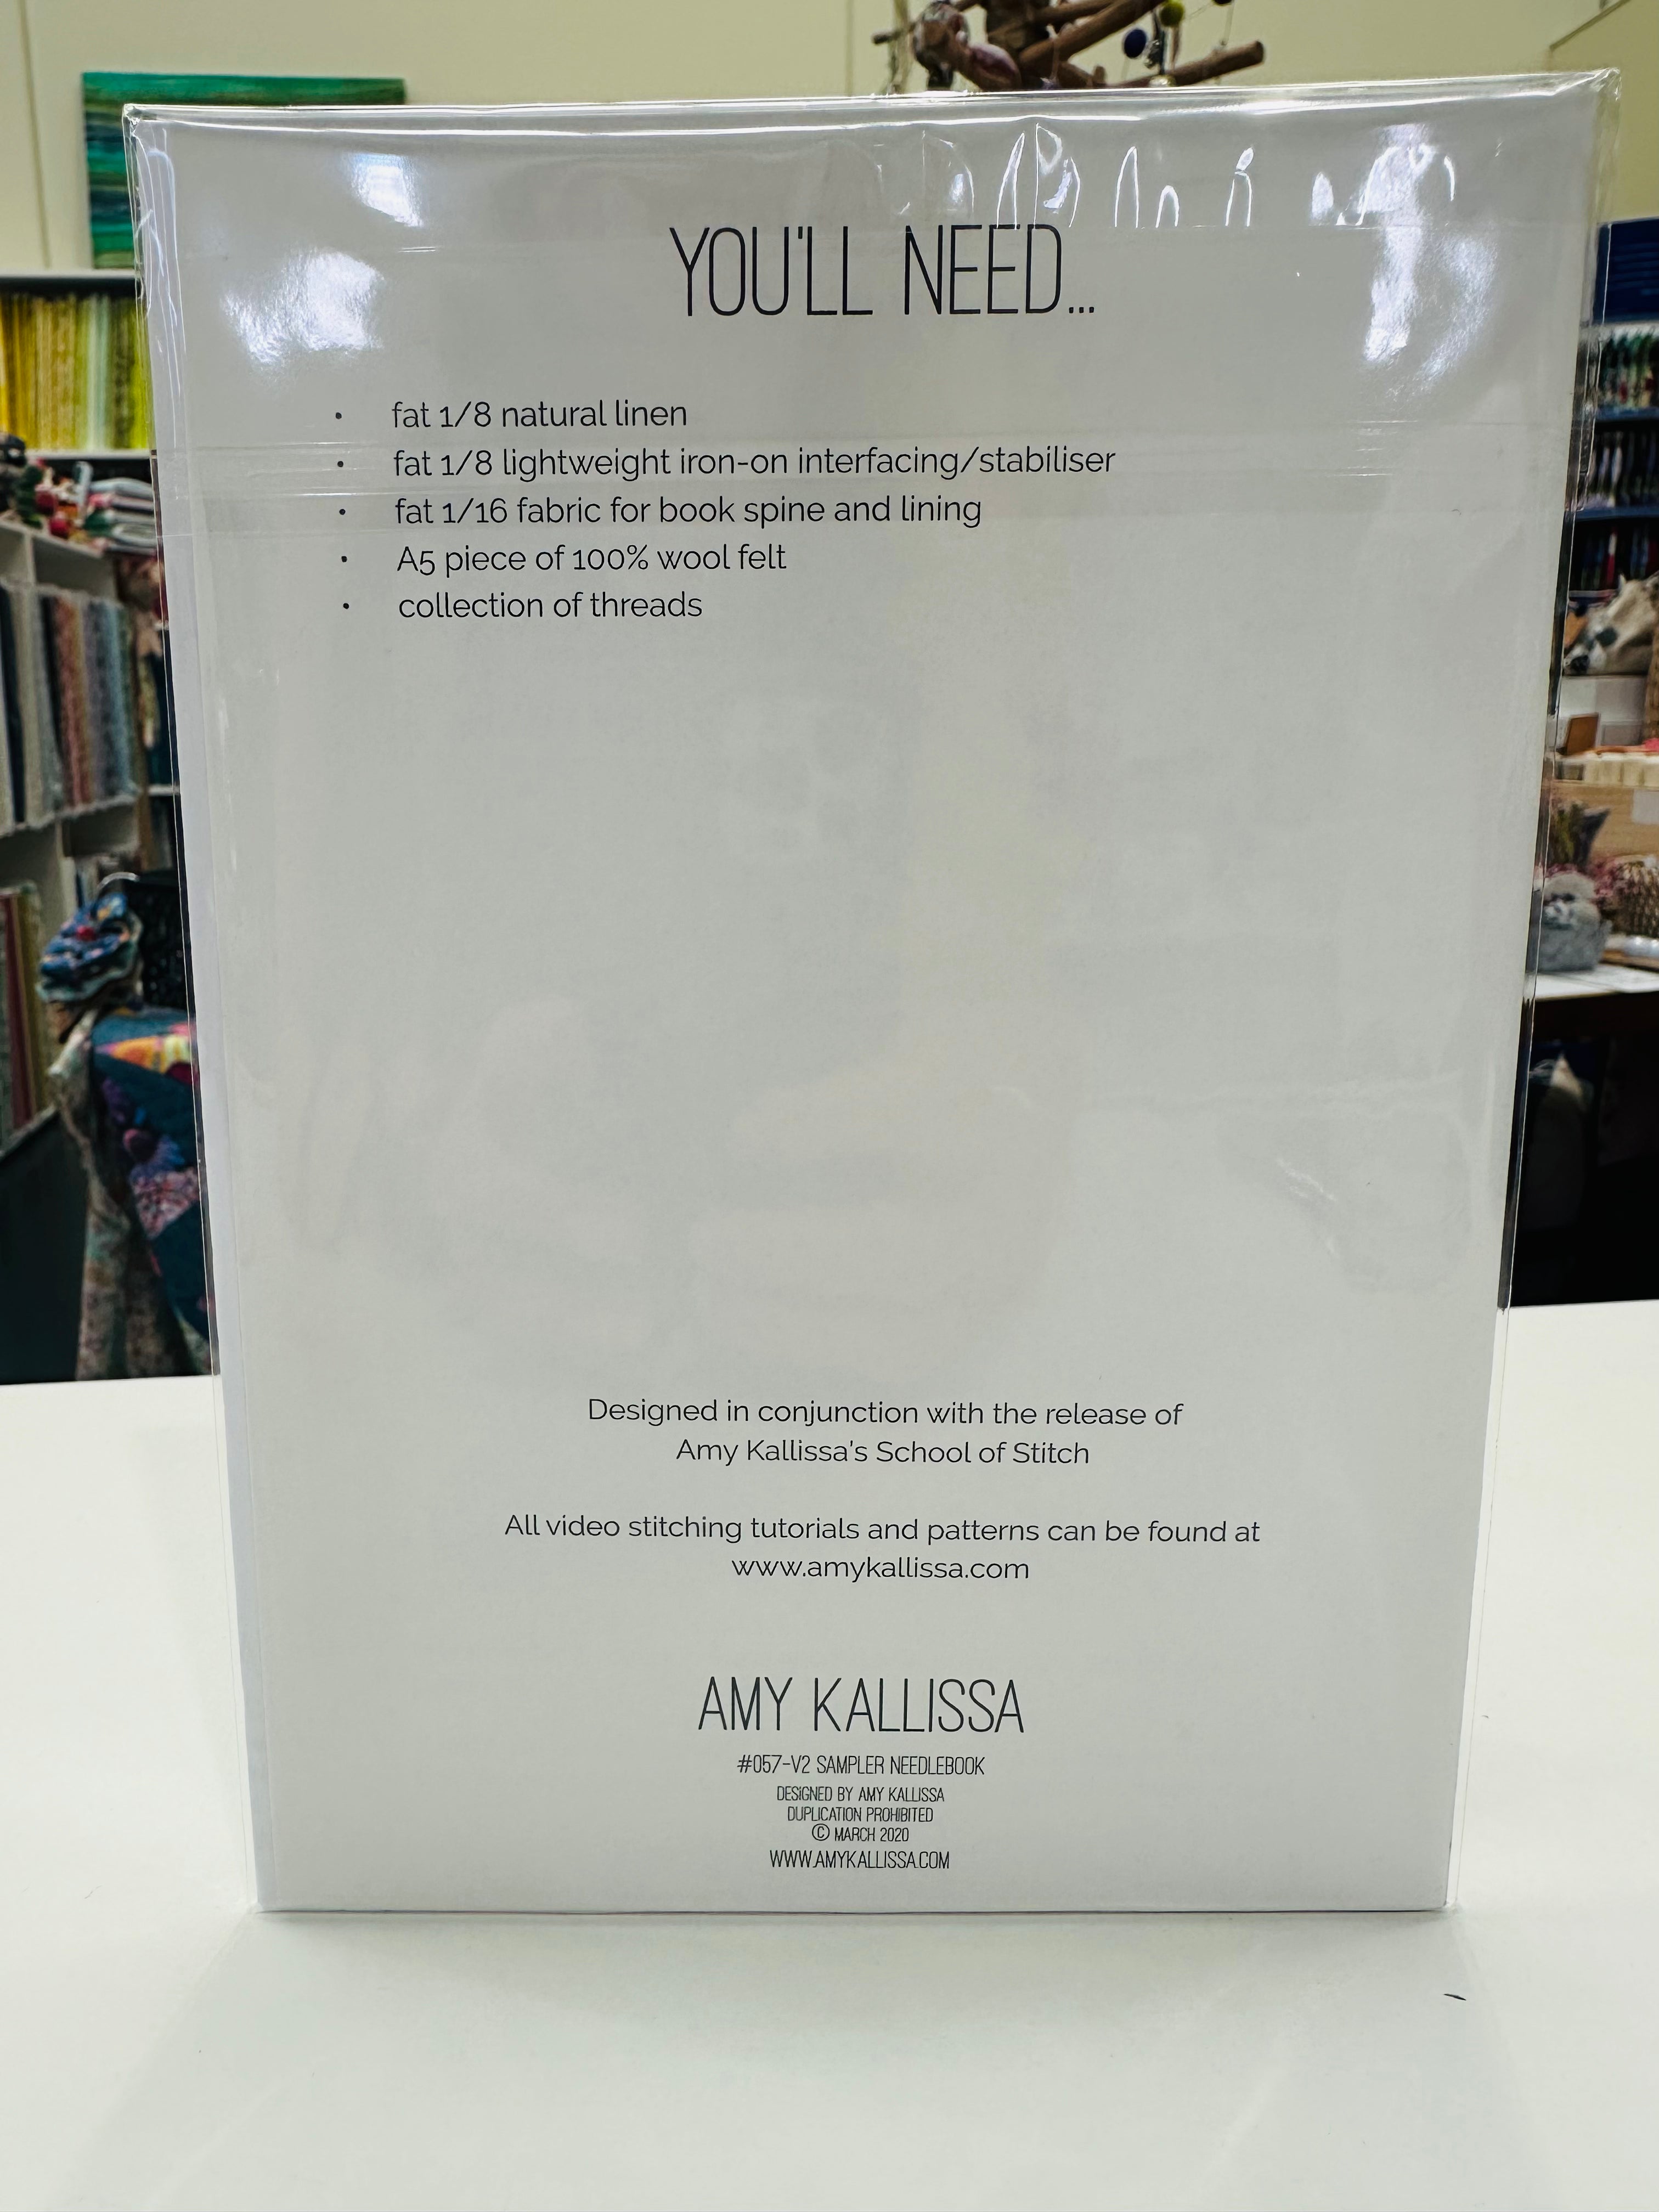 YOU'LL NEED...
• fat 1/8 natural linen
• fat 1/8 lightweight iron-on interfacing/stabiliser
• fat 1/16 fabric for book spine and lining
• A5 piece of 100% wool felt
• collection of threads
Designed in conjunction with the release of
Amy Kallissa's School of Stitch
All video stitching tutorials and patterns can be found at
www.amykallissa.com
AMY KALLISSA
#057-V2 SAMPLER NEEDLEBOOK
DESIGNED BY AMY KALLISSA
DUPLICATION PROHIBITED
© MARCH 2020
WWW.AMYKALLISSA.COM